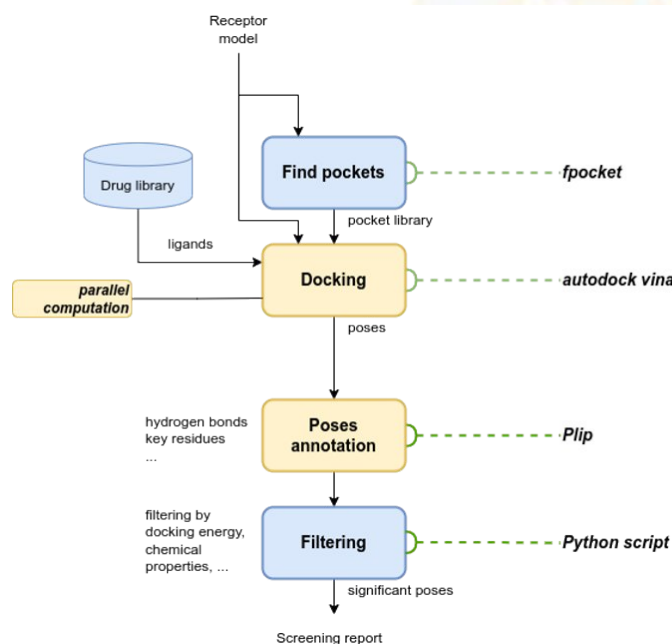 Receptor
model
Find pockets
fpocket
Drug library
pocket library
ligands
Docking
autodock vina
parallel
computation
poses
hydrogen bonds
key residues
...
Poses
annotation
Plip
filtering by
docking energy,
chemical
properties, ...
Filtering
Python script
significant poses
Screening report